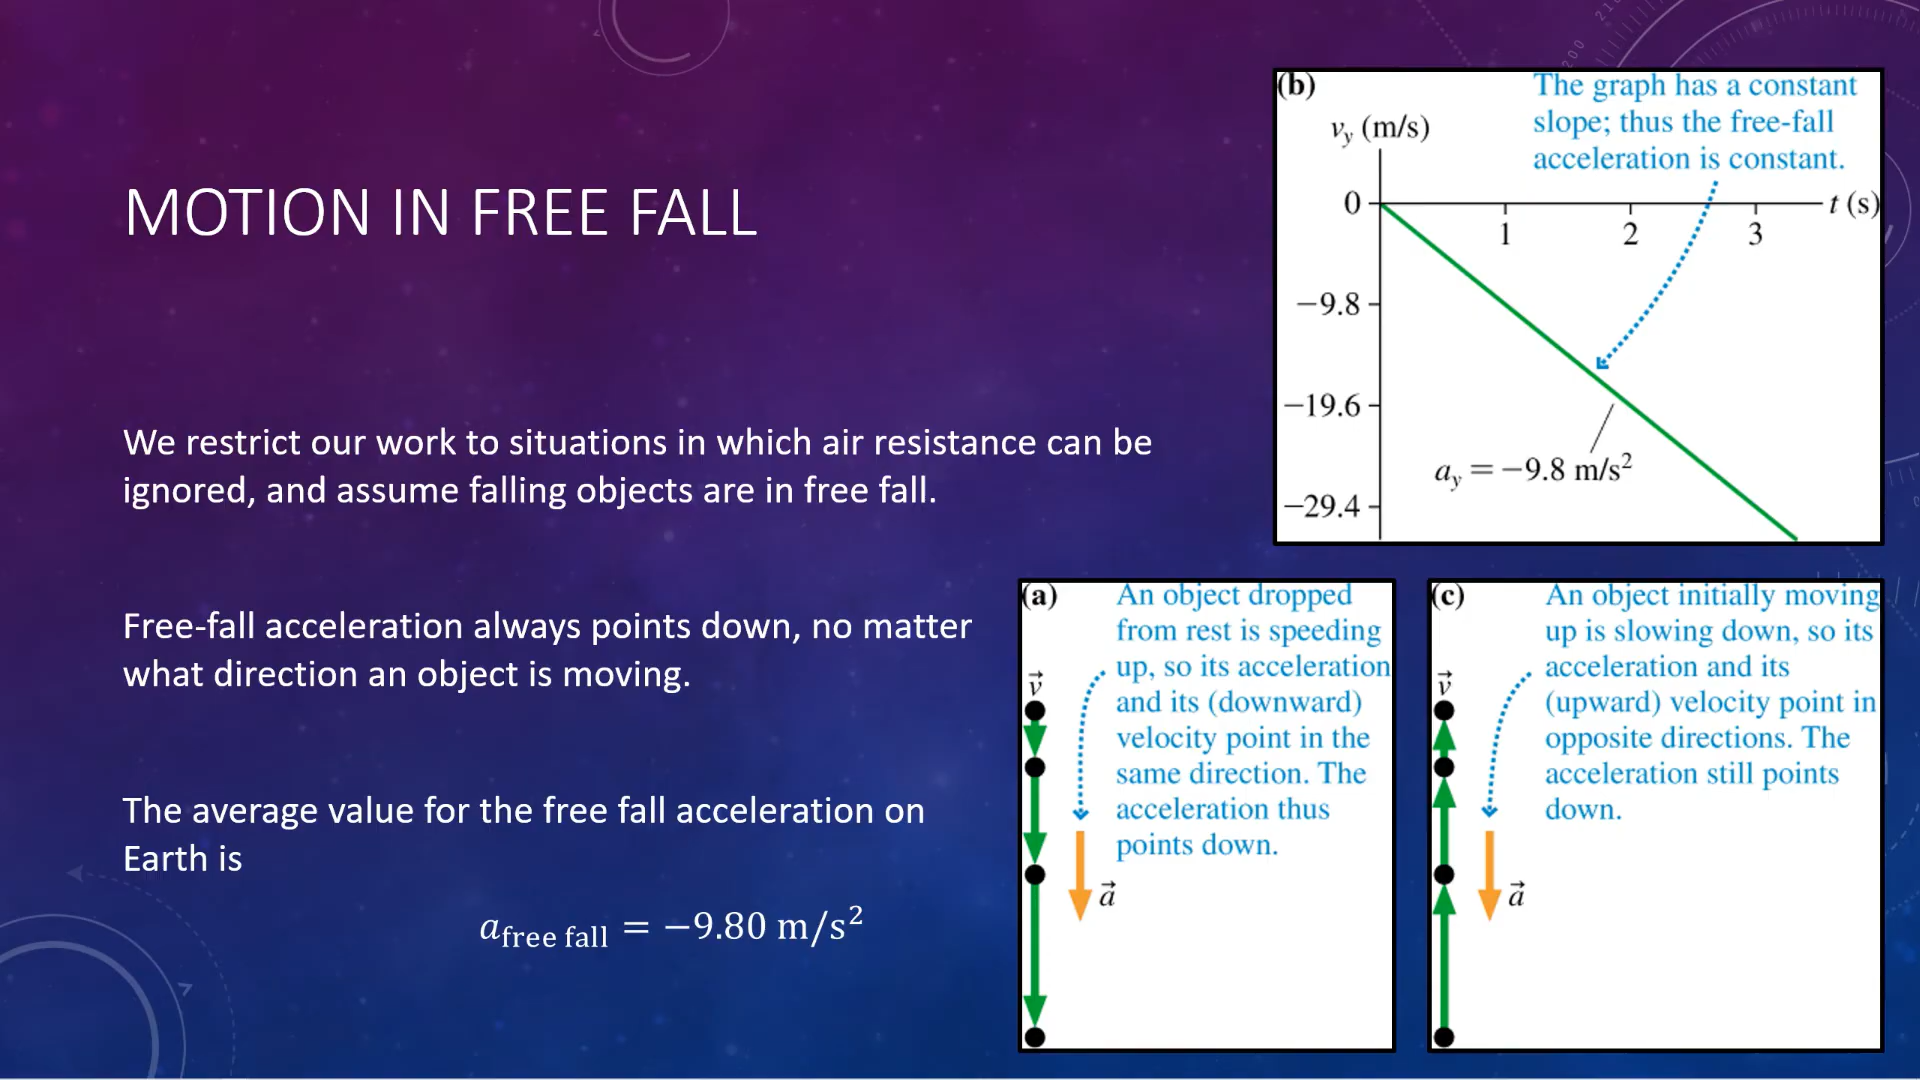 MOTION IN FREE FALL
We restrict our work to situations in which air resistance can be
ignored, and assume falling objects are in free fall.
Free-fall acceleration always points down, no matter
what direction an object is moving.
The average value for the free fall acceleration on
Earth is
a_free fall = −9.80 m/s²
(b)
The graph has a constant
slope; thus the free-fall
acceleration is constant.
v_y (m/s)
0
t (s)
1 2 3
−9.8
−19.6
a_y = −9.8 m/s²
−29.4
(a)
An object dropped
from rest is speeding
up, so its acceleration
and its (downward)
velocity point in the
same direction. The
acceleration thus
points down.
v⃗
a⃗
(c)
An object initially moving
up is slowing down, so its
acceleration and its
(upward) velocity point in
opposite directions. The
acceleration still points
down.
v⃗
a⃗
200